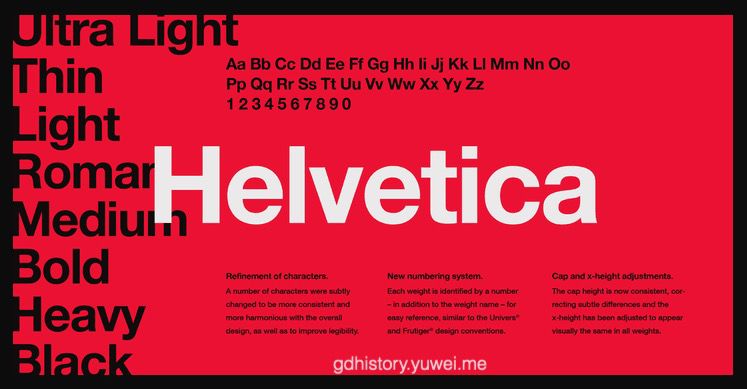 Ultra Light
Thin
Light
Roman
Medium
Bold
Heavy
Black
Aa Bb Cc Dd Ee Ff Gg Hh Ii Jj Kk Ll Mm Nn Oo
Pp Qq Rr Ss Tt Uu Vv Ww Xx Yy Zz
1 2 3 4 5 6 7 8 9 0
Helvetica
Refinement of characters.
A number of characters were subtly
changed to be more consistent and
more harmonious with the overall
design, as well as to improve legibility.
New numbering system.
Each weight is identified by a number
– in addition to the weight name – for
easy reference, similar to the Univers®
and Frutiger® design conventions.
Cap and x-height adjustments.
The cap height is now consistent, cor-
recting subtle differences and the
x-height has been adjusted to appear
visually the same in all weights.
gdhistory.yuwei.me